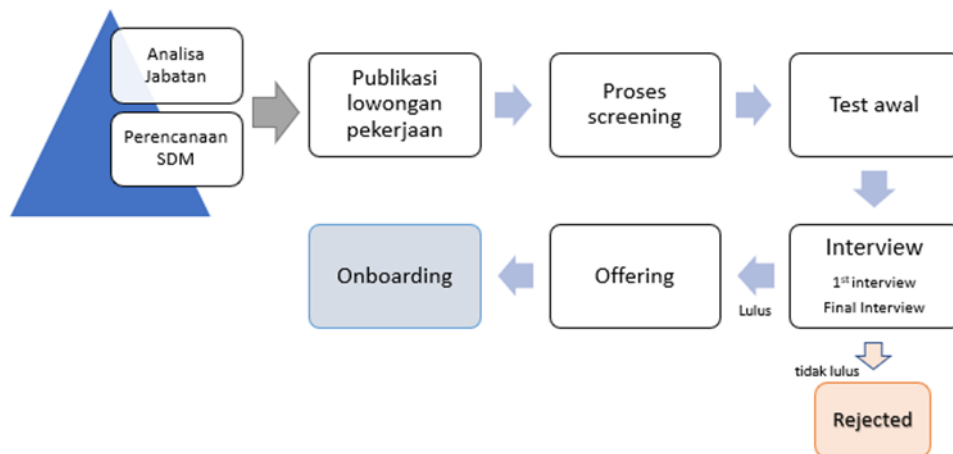 Analisa
Jabatan
Perencanaan
SDM
Publikasi
lowongan
pekerjaan
Proses
screening
Test awal
Interview
1st interview
Final Interview
Lulus
Offering
Onboarding
tidak lulus
Rejected